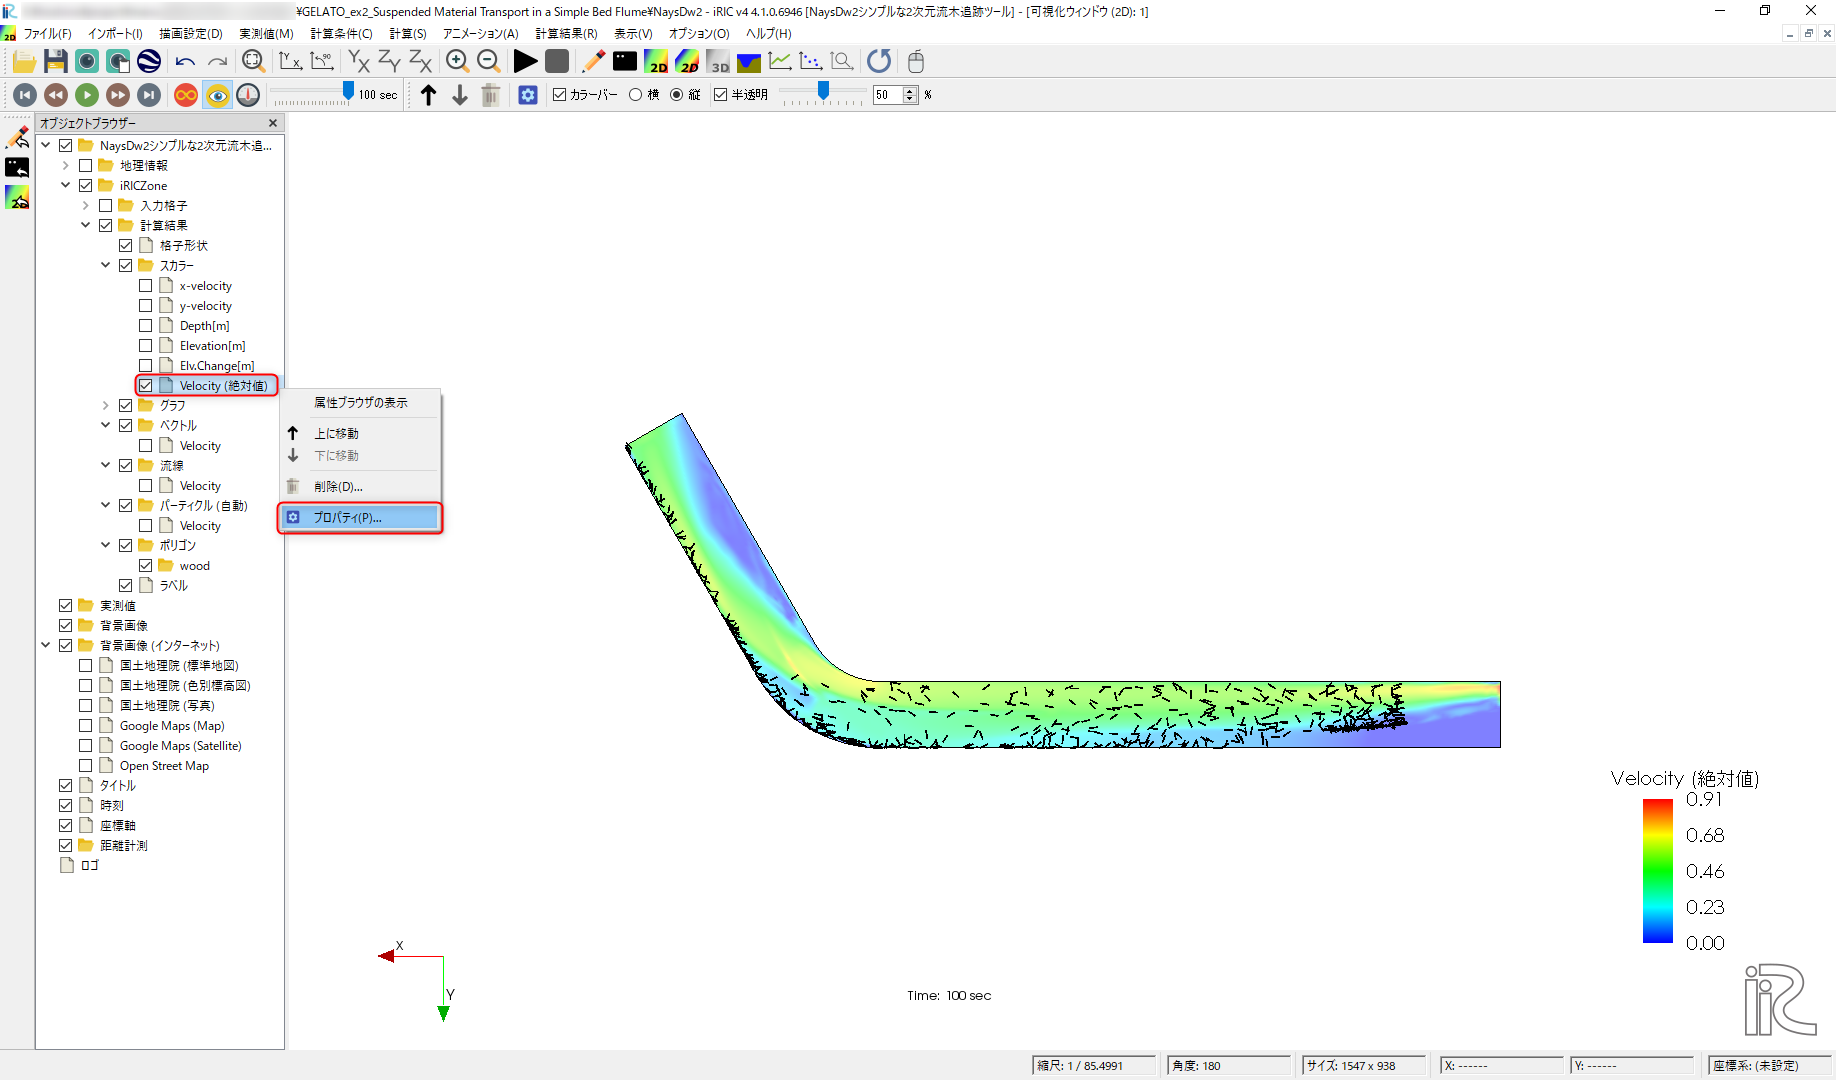 ¥GELATO_ex2_Suspended Material Transport in a Simple Bed Flume¥NaysDw2 - iRIC v4 4.1.0.6946 [NaysDw2シンプルな2次元流木追跡ツール] - [可視化ウィンドウ (2D): 1]
ファイル(F) インポート(I) 描画設定(D) 実測値(M) 計算条件(C) 計算(S) アニメーション(A) 計算結果(R) 表示(V) オプション(O) ヘルプ(H)
2D 2D 3D
100 sec カラーバー 横 縦 半透明 50 %
オブジェクトブラウザー
NaysDw2シンプルな2次元流木追...
地理情報
iRICZone
入力格子
計算結果
格子形状
スカラー
x-velocity
y-velocity
Depth[m]
Elevation[m]
Elv.Change[m]
Velocity (絶対値)
グラフ
ベクトル
Velocity
流線
Velocity
パーティクル (自動)
Velocity
ポリゴン
wood
ラベル
実測値
背景画像
背景画像 (インターネット)
国土地理院 (標準地図)
国土地理院 (色別標高図)
国土地理院 (写真)
Google Maps (Map)
Google Maps (Satellite)
Open Street Map
タイトル
時刻
座標軸
距離計測
ロゴ
属性ブラウザの表示
上に移動
下に移動
削除(D)...
プロパティ(P)...
Velocity (絶対値)
0.91
0.68
0.46
0.23
0.00
X
Y
Time: 100 sec
iRIC
縮尺: 1 / 85.4991 角度: 180 サイズ: 1547 x 938 X: ------ Y: ------ 座標系: (未設定)